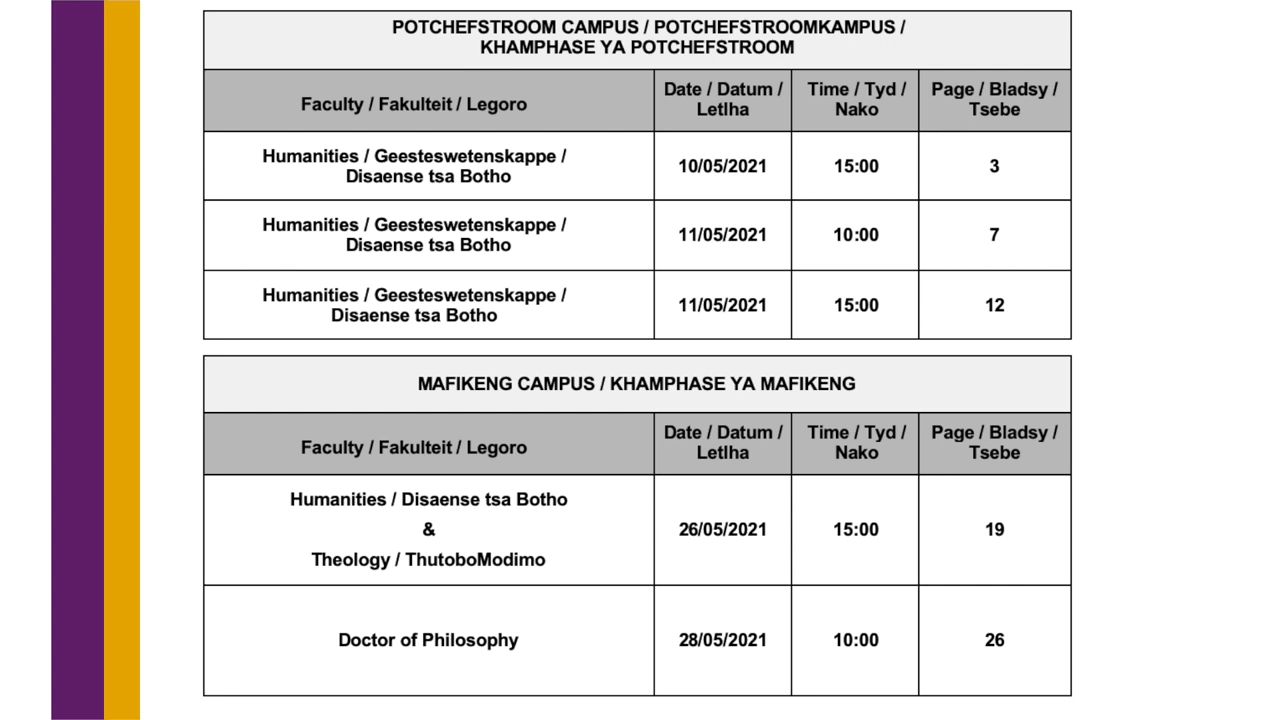 POTCHEFSTROOM CAMPUS / POTCHEFSTROOMKAMPUS /
KHAMPHASE YA POTCHEFSTROOM
Faculty / Fakulteit / Legoro
Date / Datum /
Letlha
Time / Tyd /
Nako
Page / Bladsy /
Tsebe
Humanities / Geesteswetenskappe /
Disaense tsa Botho
10/05/2021
15:00
3
Humanities / Geesteswetenskappe /
Disaense tsa Botho
11/05/2021
10:00
7
Humanities / Geesteswetenskappe /
Disaense tsa Botho
11/05/2021
15:00
12
MAFIKENG CAMPUS / KHAMPHASE YA MAFIKENG
Faculty / Fakulteit / Legoro
Date / Datum /
Letlha
Time / Tyd /
Nako
Page / Bladsy /
Tsebe
Humanities / Disaense tsa Botho
&
Theology / ThutoboModimo
26/05/2021
15:00
19
Doctor of Philosophy
28/05/2021
10:00
26